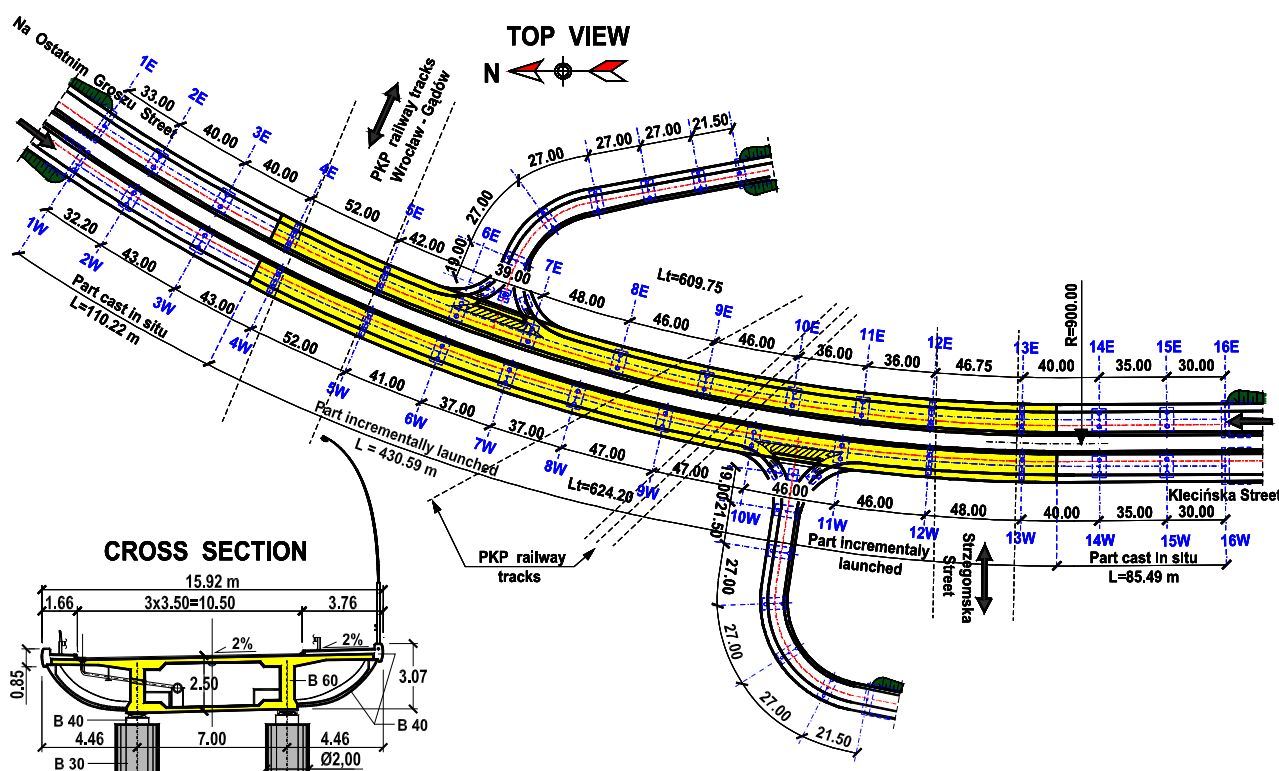 TOP VIEW
N
Na Ostatnim Groszu Street
PKP railway tracks
Wrocław - Gądów
1E
2E
3E
4E
5E
6E
7E
8E
9E
10E
11E
12E
13E
14E
15E
16E
33.00
40.00
40.00
52.00
42.00
39.00
48.00
46.00
46.00
36.00
36.00
46.75
40.00
35.00
30.00
19.00
27.00
27.00
27.00
21.50
Lt=609.75
R=9000.00
1W
2W
3W
4W
5W
6W
7W
8W
9W
10W
11W
12W
13W
14W
15W
16W
32.20
43.00
43.00
52.00
41.00
37.00
37.00
47.00
47.00
46.00
46.00
48.00
40.00
35.00
30.00
19.00
21.50
27.00
27.00
27.00
21.50
Part cast in situ
L=110.22 m
Part incrementally launched
L = 430.59 m
Lt=624.20
PKP railway
tracks
Part incrementaly
launched
Strzegomska
Street
Klecińska Street
Part cast in situ
L=85.49 m
CROSS SECTION
15.92 m
1.66
3x3.50=10.50
3.76
2%
2%
0.85
2.50
B 60
3.07
B 40
B 40
4.46
7.00
4.46
B 30
Ø2,00